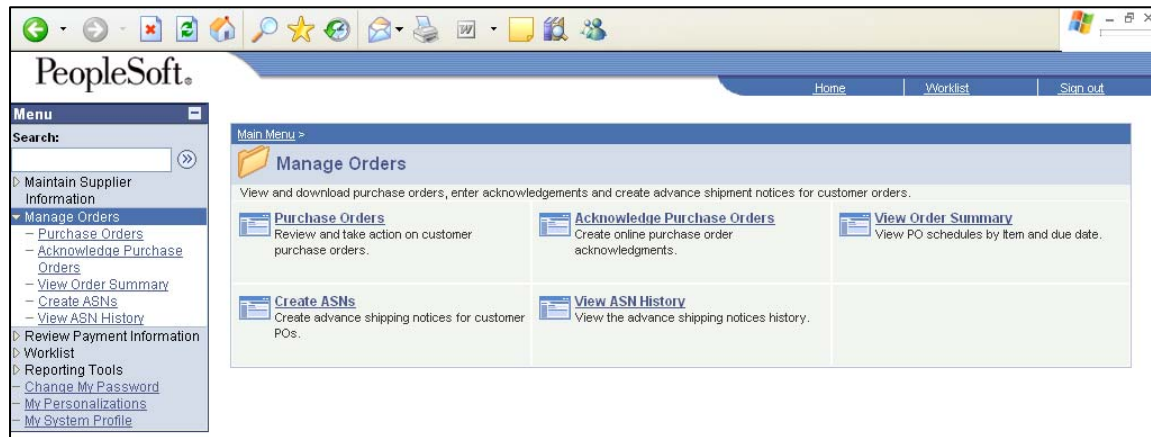 PeopleSoft.
Home
Worklist
Sign out
Menu
Search:
Maintain Supplier
Information
Manage Orders
– Purchase Orders
– Acknowledge Purchase
Orders
– View Order Summary
– Create ASNs
– View ASN History
Review Payment Information
Worklist
Reporting Tools
– Change My Password
– My Personalizations
– My System Profile
Main Menu >
Manage Orders
View and download purchase orders, enter acknowledgements and create advance shipment notices for customer orders.
Purchase Orders
Review and take action on customer
purchase orders.
Acknowledge Purchase Orders
Create online purchase order
acknowledgments.
View Order Summary
View PO schedules by Item and due date.
Create ASNs
Create advance shipping notices for customer
POs.
View ASN History
View the advance shipping notices history.